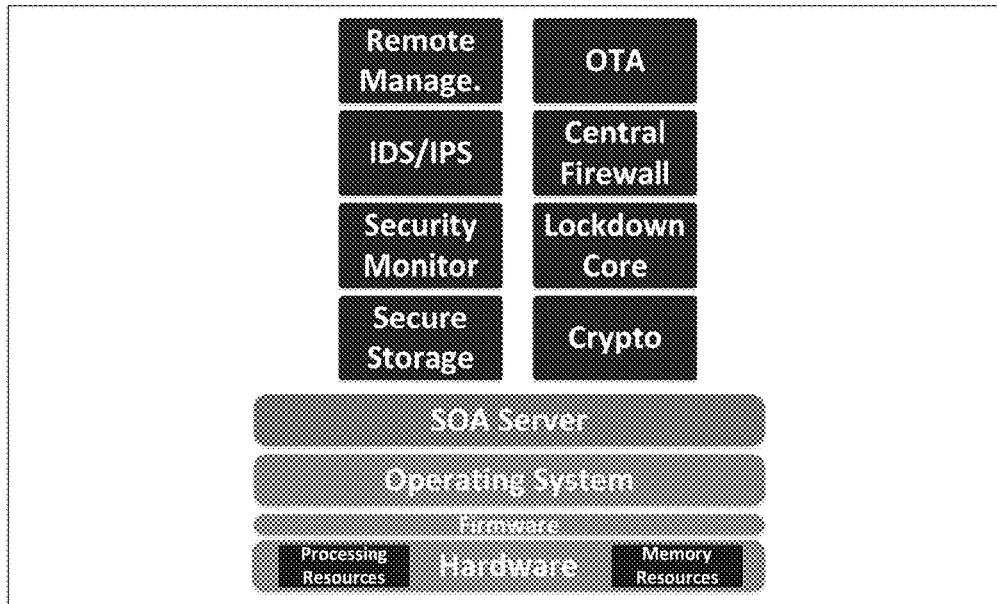 Remote
Manage.
OTA
IDS/IPS
Central
Firewall
Security
Monitor
Lockdown
Core
Secure
Storage
Crypto
SOA Server
Operating System
Firmware
Processing
Resources
Hardware
Memory
Resources